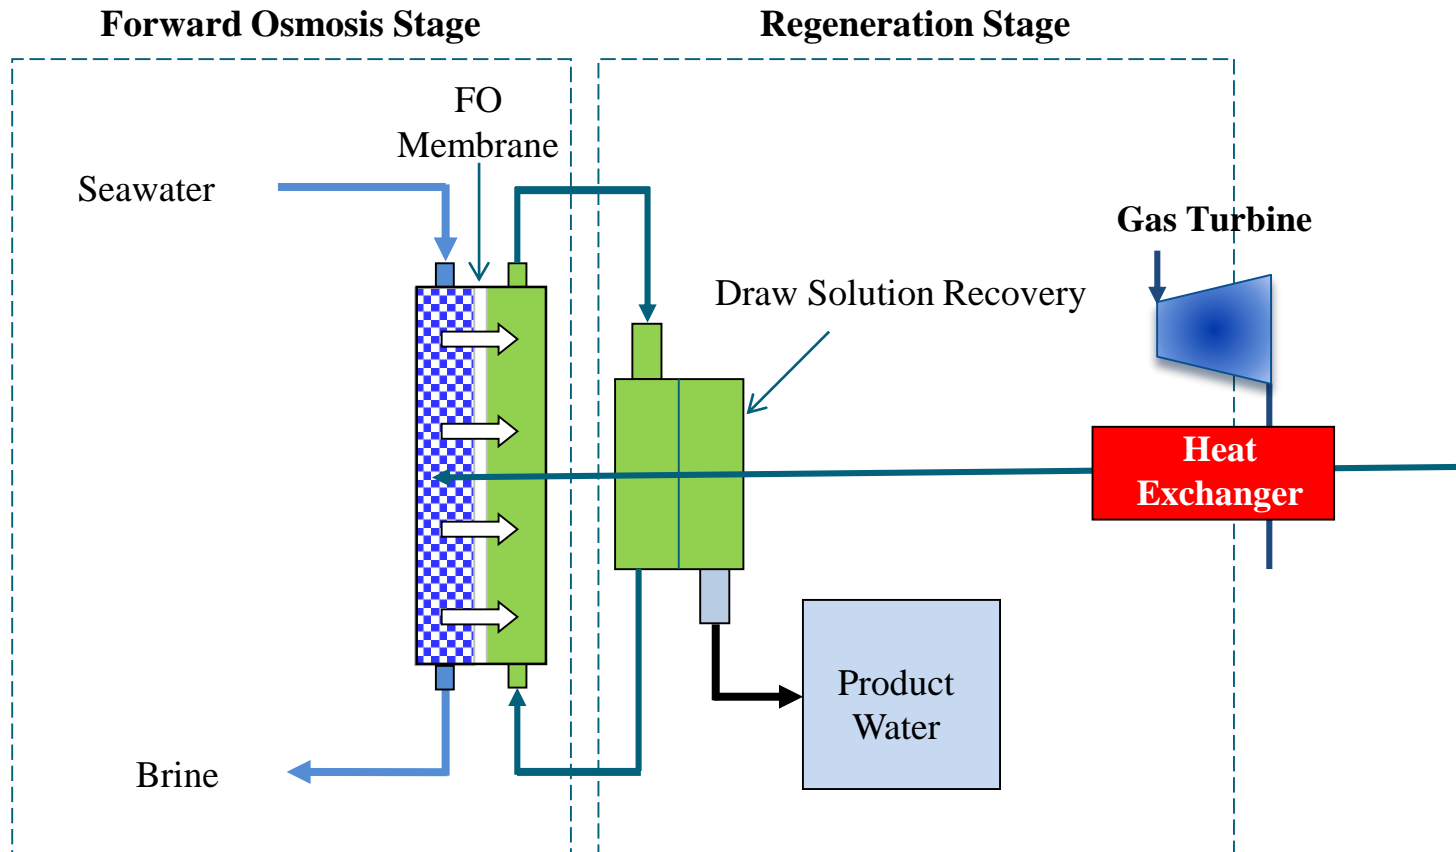 Forward Osmosis Stage
Regeneration Stage
FO
Membrane
Seawater
Gas Turbine
Draw Solution Recovery
Heat
Exchanger
Product
Water
Brine